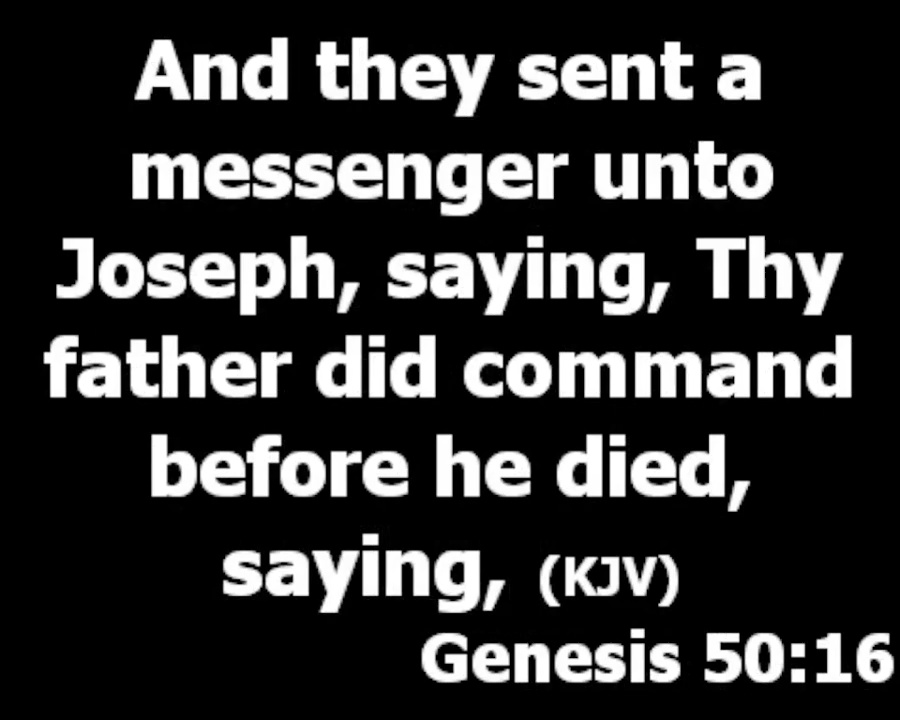 And they sent a
messenger unto
Joseph, saying, Thy
father did command
before he died,
saying, (KJV)
Genesis 50:16